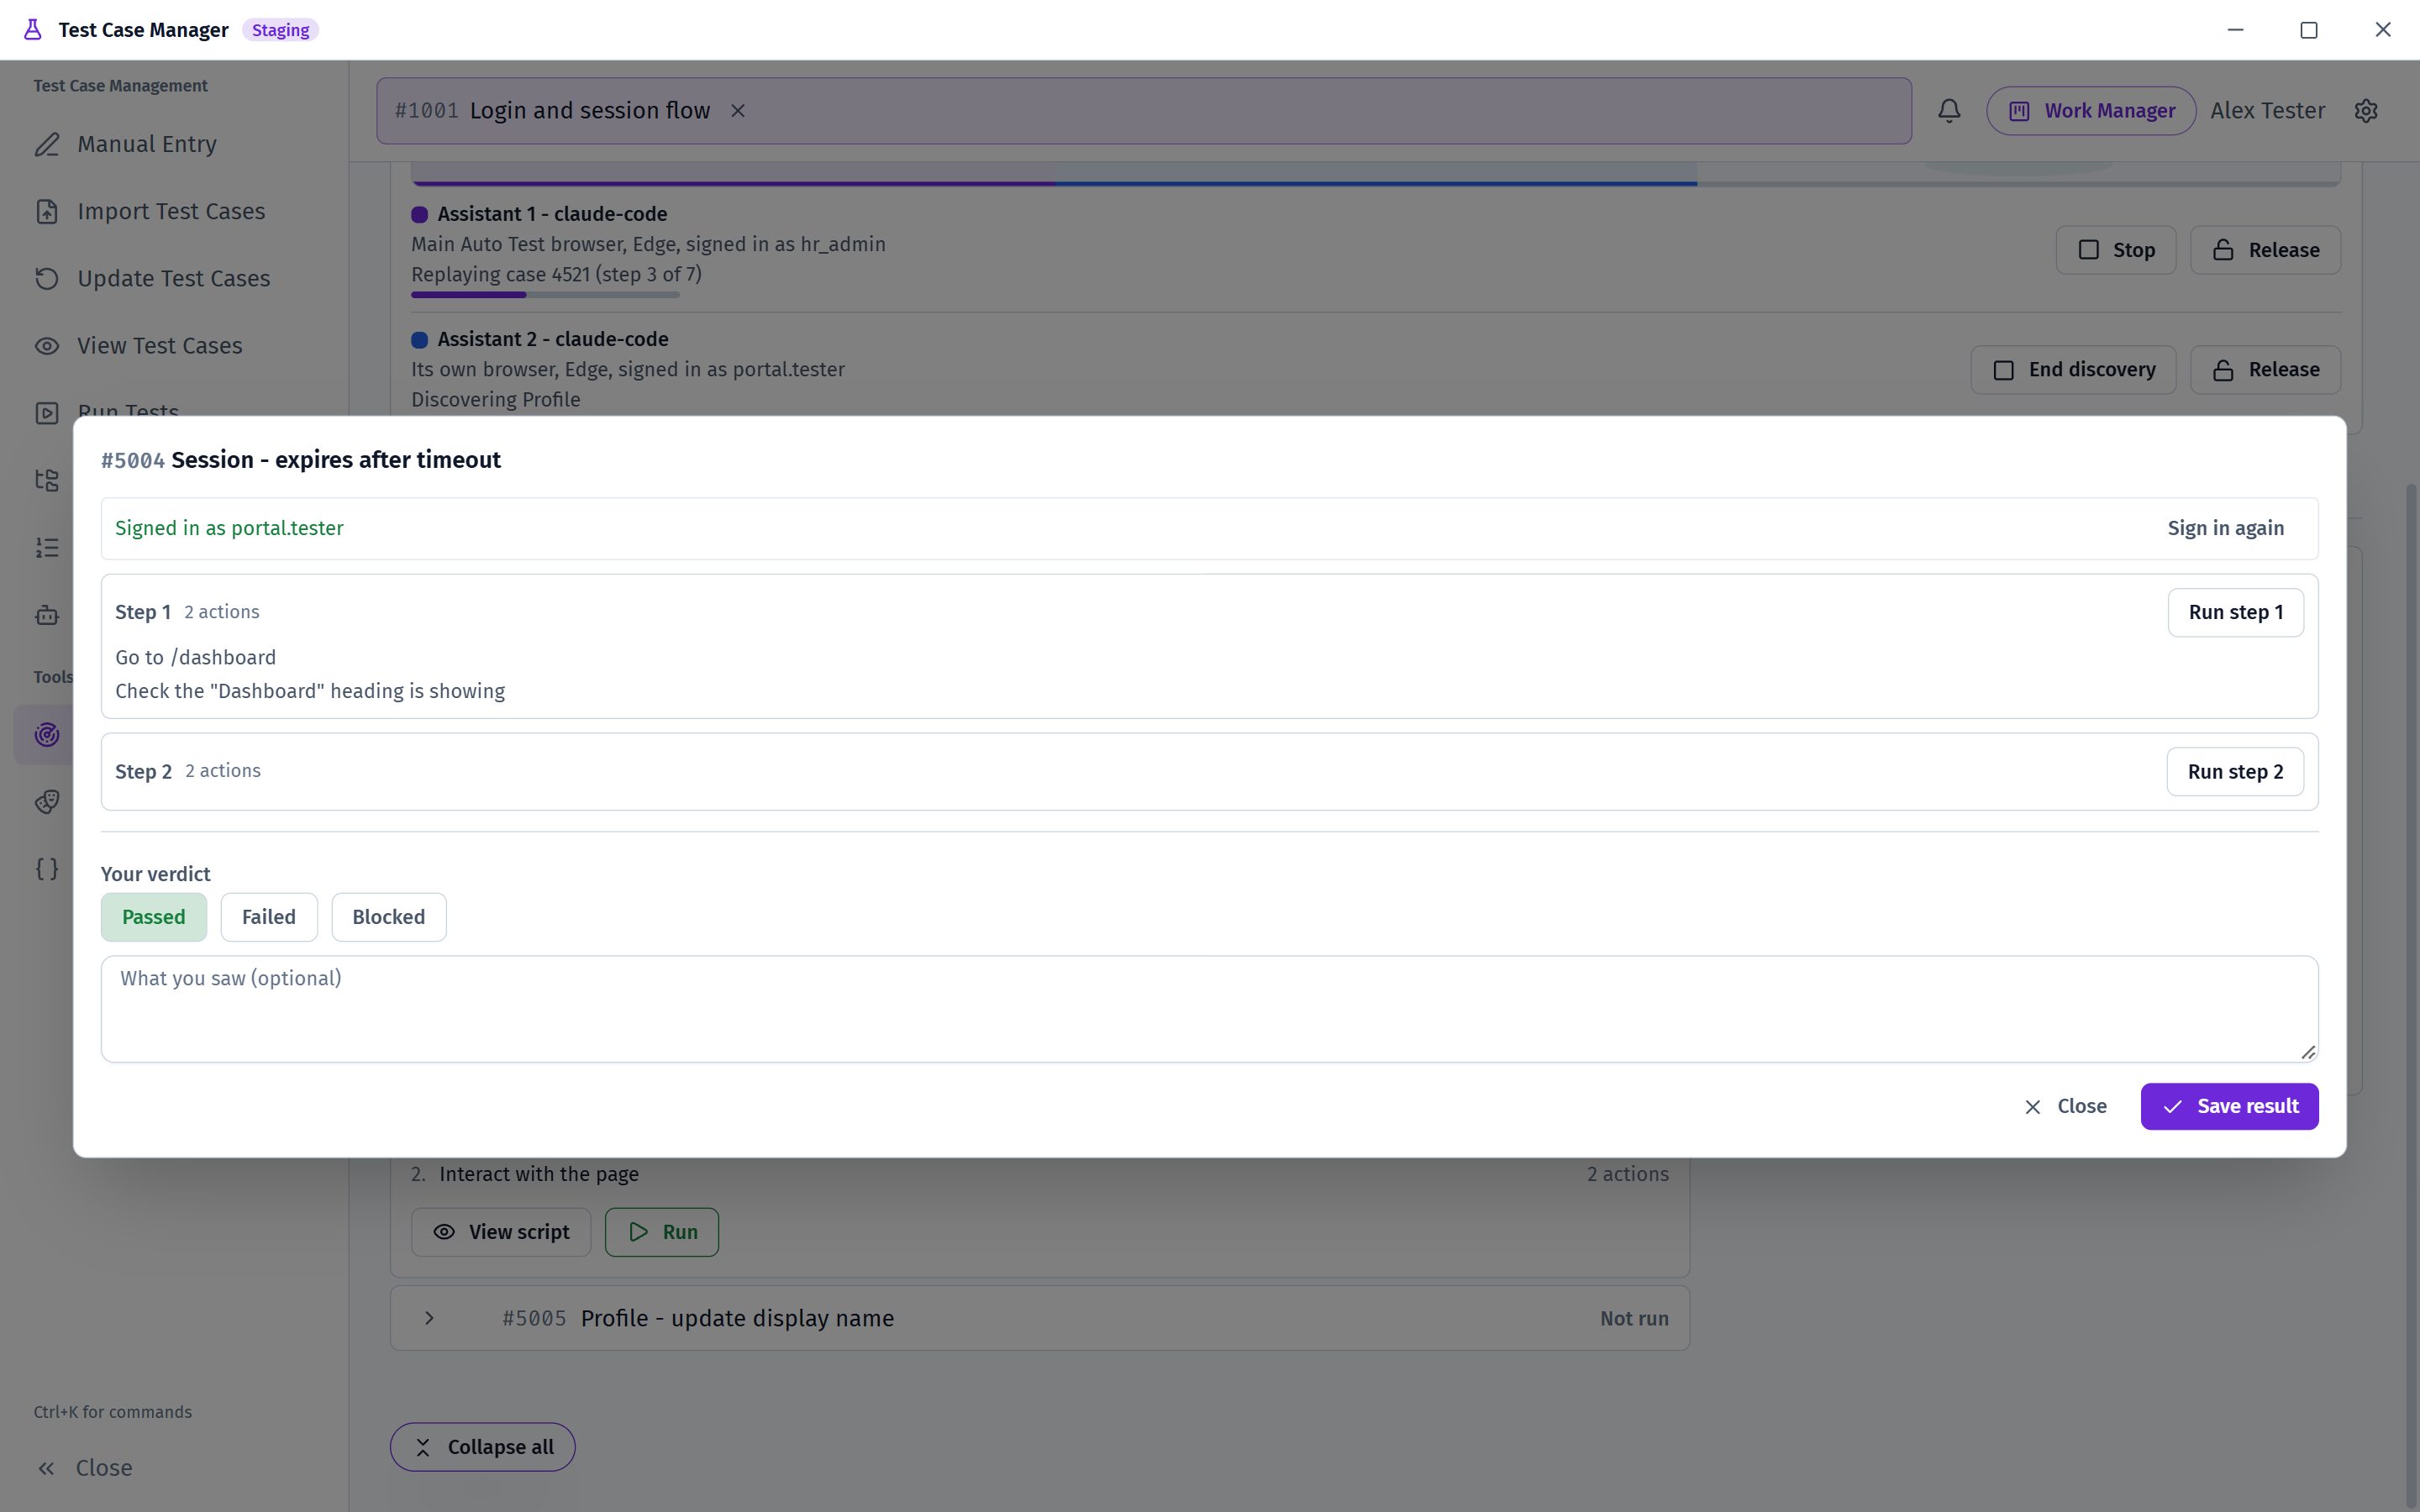 Test Case Manager Staging
Test Case Management
Manual Entry
Import Test Cases
Update Test Cases
View Test Cases
Run Tests
Tools
Ctrl+K for commands
Close
#1001 Login and session flow
Work Manager
Alex Tester
Assistant 1 - claude-code
Main Auto Test browser, Edge, signed in as hr_admin
Replaying case 4521 (step 3 of 7)
Stop
Release
Assistant 2 - claude-code
Its own browser, Edge, signed in as portal.tester
Discovering Profile
End discovery
Release
#5004 Session - expires after timeout
Signed in as portal.tester
Sign in again
Step 1 2 actions
Run step 1
Go to /dashboard
Check the "Dashboard" heading is showing
Step 2 2 actions
Run step 2
Your verdict
Passed
Failed
Blocked
What you saw (optional)
Close
Save result
2. Interact with the page
2 actions
View script
Run
#5005 Profile - update display name
Not run
Collapse all